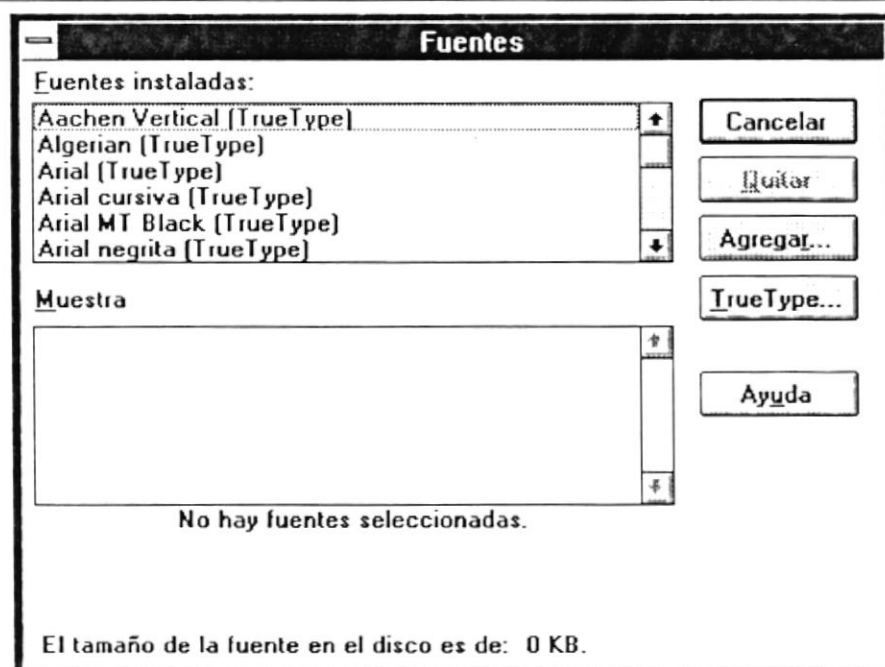 Fuentes
Fuentes instaladas:
Aachen Vertical (TrueType)
Algerian (TrueType)
Arial (TrueType)
Arial cursiva (TrueType)
Arial MT Black (TrueType)
Arial negrita (TrueType)
Cancelar
Quitar
Agregar...
TrueType...
Ayuda
Muestra
No hay fuentes seleccionadas.
El tamaño de la fuente en el disco es de: 0 KB.